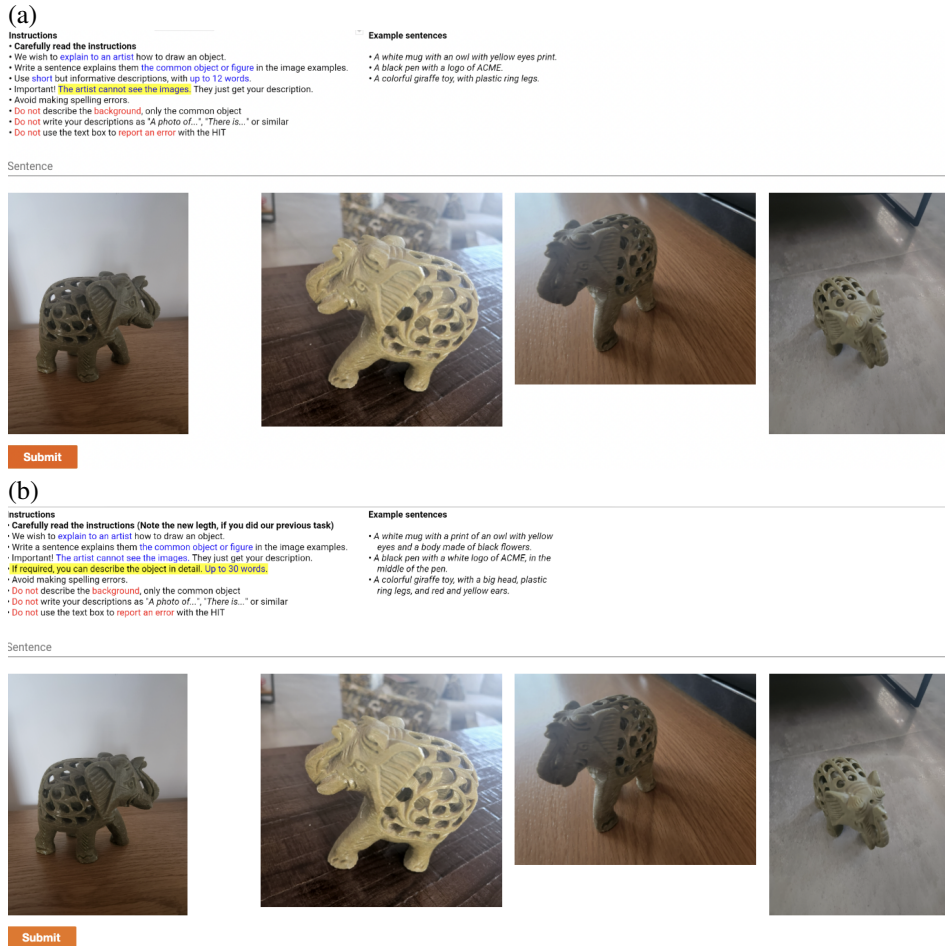 (a)
Instructions
• Carefully read the instructions
• We wish to explain to an artist how to draw an object.
• Write a sentence explains them the common object or figure in the image examples.
• Use short but informative descriptions, with up to 12 words.
• Important! The artist cannot see the images. They just get your description.
• Avoid making spelling errors.
• Do not describe the background, only the common object
• Do not write your descriptions as "A photo of...", "There is..." or similar
• Do not use the text box to report an error with the HIT
Example sentences
• A white mug with an owl with yellow eyes print.
• A black pen with a logo of ACME.
• A colorful giraffe toy, with plastic ring legs.
Sentence
Submit
(b)
Instructions
• Carefully read the instructions (Note the new legth, if you did our previous task)
• We wish to explain to an artist how to draw an object.
• Write a sentence explains them the common object or figure in the image examples.
• Important! The artist cannot see the images. They just get your description.
• If required, you can describe the object in detail. Up to 30 words.
• Avoid making spelling errors.
• Do not describe the background, only the common object
• Do not write your descriptions as "A photo of...", "There is..." or similar
• Do not use the text box to report an error with the HIT
Example sentences
• A white mug with a print of an owl with yellow
eyes and a body made of black flowers.
• A black pen with a white logo of ACME, in the
middle of the pen.
• A colorful giraffe toy, with a big head, plastic
ring legs, and red and yellow ears.
Sentence
Submit